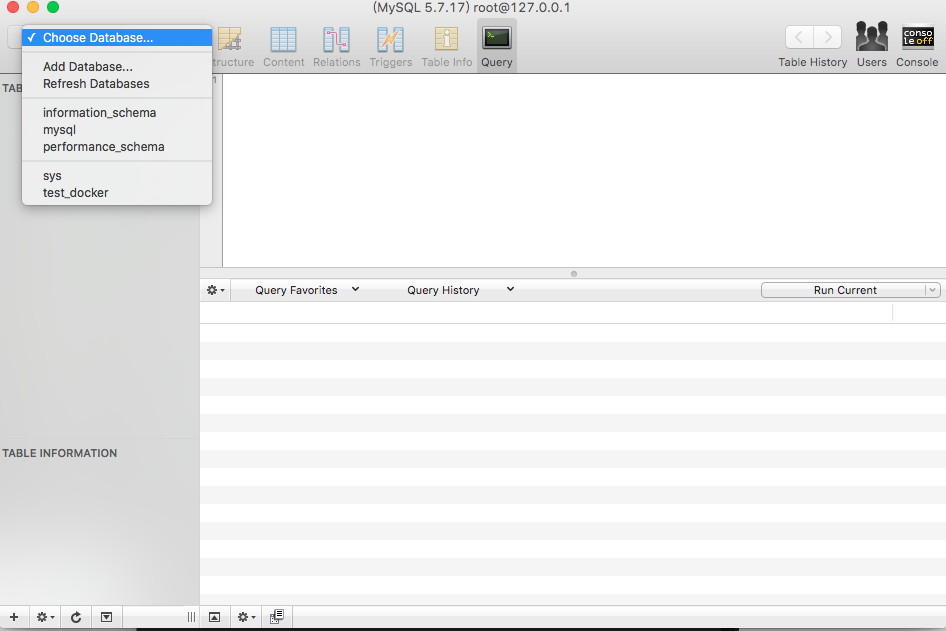 (MySQL 5.7.17) root@127.0.0.1
Choose Database...
Add Database...
Refresh Databases
information_schema
mysql
performance_schema
sys
test_docker
tructure
Content
Relations
Triggers
Table Info
Query
Table History
Users
conso
le off
Console
TAB
1
Query Favorites
Query History
Run Current
TABLE INFORMATION